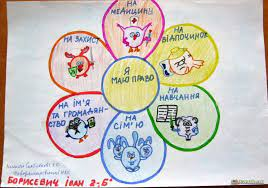 НА
МЕДИЦИНУ
НА ЗАХИСТ
НА
ВІДПОЧИНОК
Я
МАЮ ПРАВО
НА ІМ'Я
ТА ГРОМАДЯН-
СТВО
НА
НАВЧАННЯ
НА
СІМ'Ю
БОРИСЕВИЧ ІВАН 2-Б"